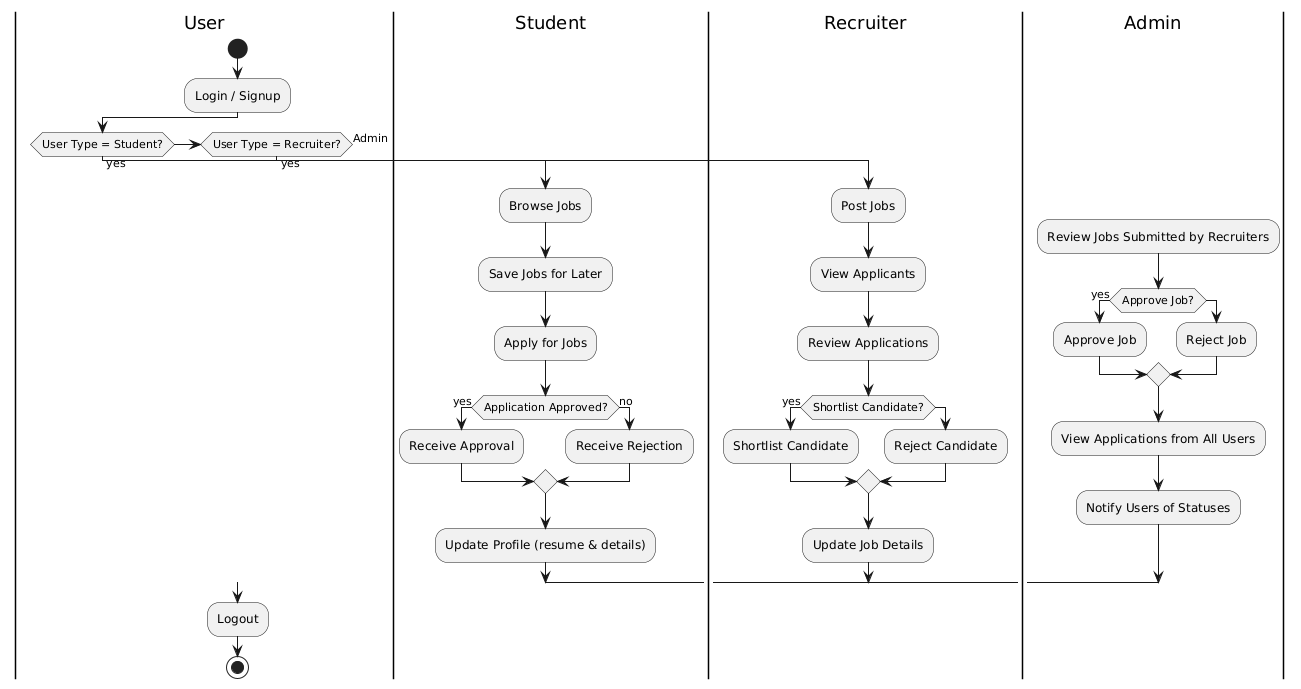 User
Student
Recruiter
Admin
Login / Signup
User Type = Student?
User Type = Recruiter?
Admin
yes
yes
Browse Jobs
Post Jobs
Review Jobs Submitted by Recruiters
Save Jobs for Later
View Applicants
yes
Approve Job?
Apply for Jobs
Review Applications
Approve Job
Reject Job
yes
Application Approved?
no
yes
Shortlist Candidate?
Receive Approval
Receive Rejection
Shortlist Candidate
Reject Candidate
View Applications from All Users
Notify Users of Statuses
Update Profile (resume & details)
Update Job Details
Logout